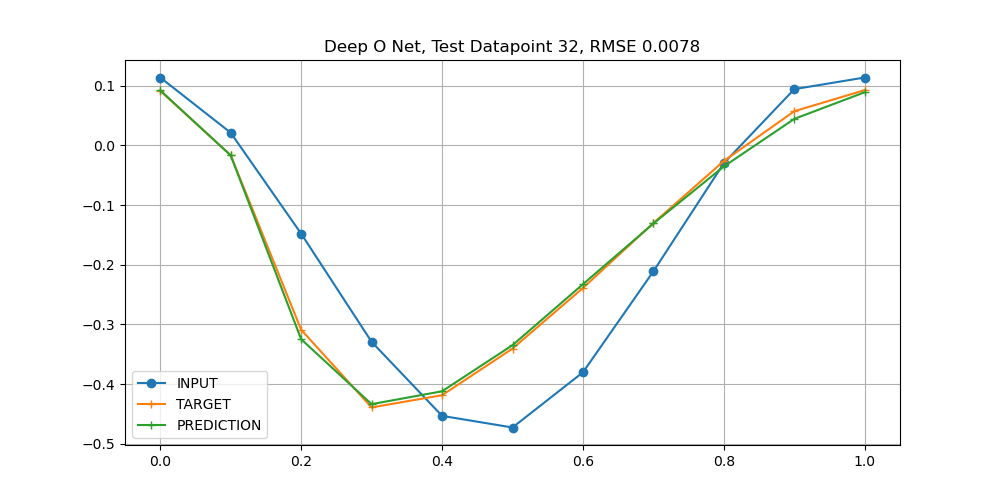 Deep O Net, Test Datapoint 32, RMSE 0.0078
0.1
0.0
−0.1
−0.2
−0.3
−0.4
−0.5
INPUT
TARGET
PREDICTION
0.0 0.2 0.4 0.6 0.8 1.0